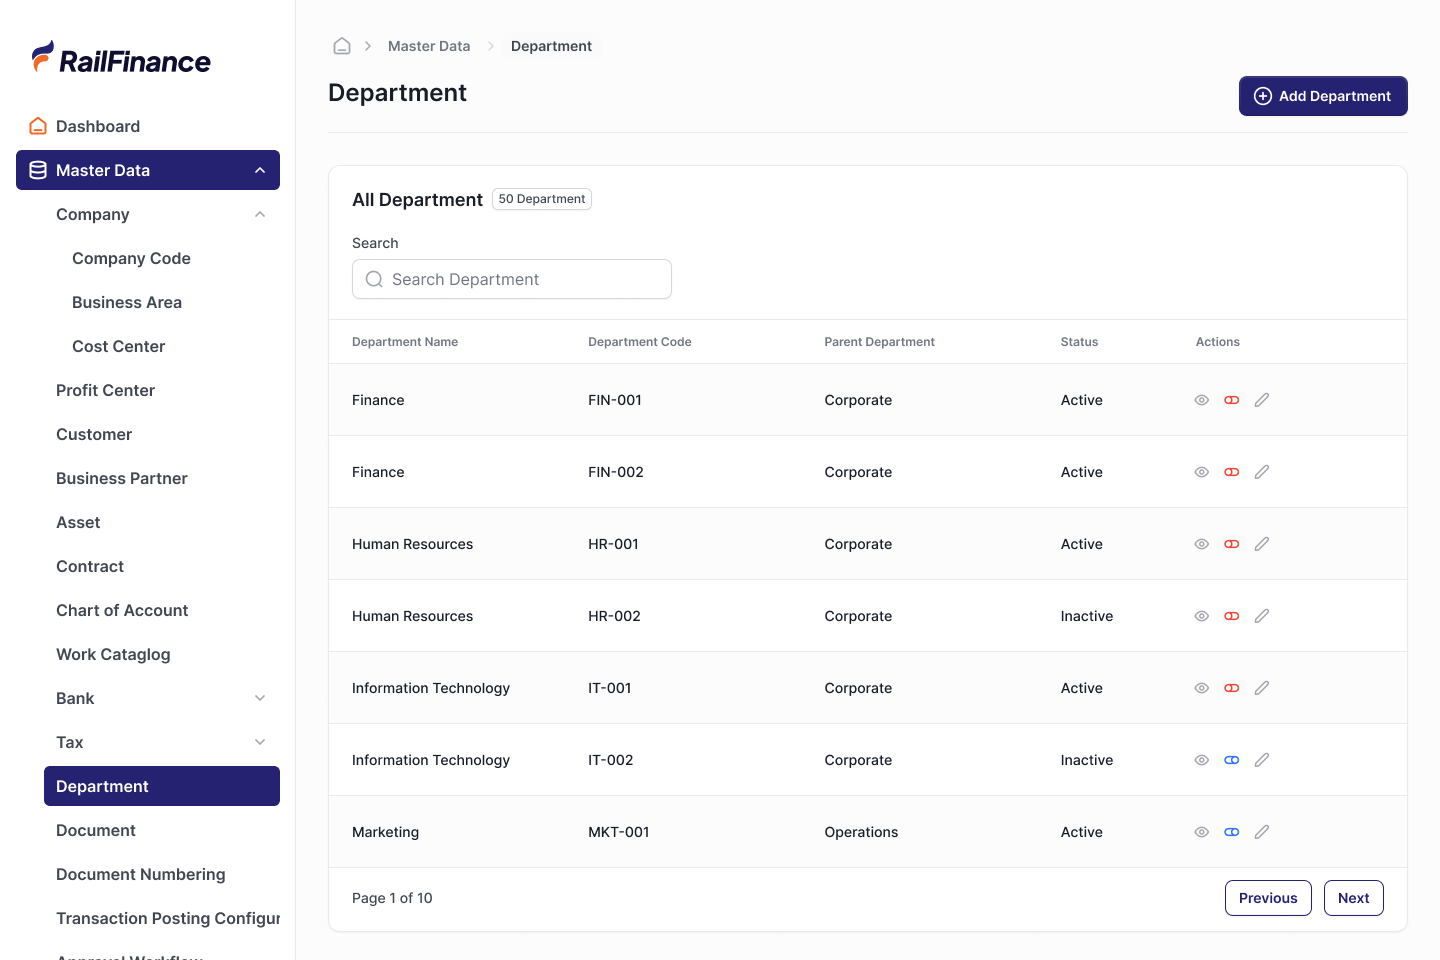 RailFinance
Dashboard
Master Data
Company
Company Code
Business Area
Cost Center
Profit Center
Customer
Business Partner
Asset
Contract
Chart of Account
Work Cataglog
Bank
Tax
Department
Document
Document Numbering
Transaction Posting Configur
Approval Workflow
Master Data
Department
Department
Add Department
All Department
50 Department
Search
Search Department
Department Name Department Code Parent Department Status Actions
Finance FIN-001 Corporate Active
Finance FIN-002 Corporate Active
Human Resources HR-001 Corporate Active
Human Resources HR-002 Corporate Inactive
Information Technology IT-001 Corporate Active
Information Technology IT-002 Corporate Inactive
Marketing MKT-001 Operations Active
Page 1 of 10
Previous
Next